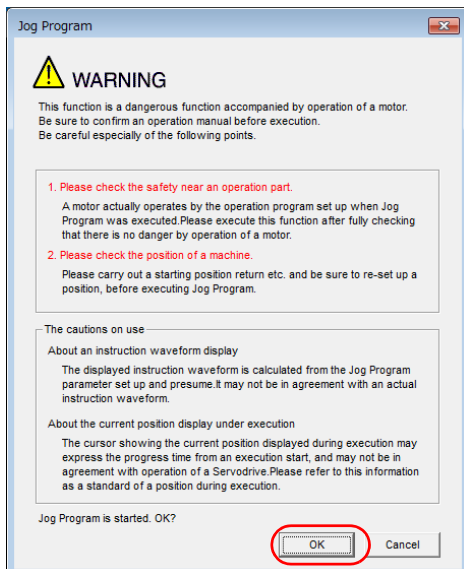 Jog Program
WARNING
This function is a dangerous function accompanied by operation of a motor.
Be sure to confirm an operation manual before execution.
Be careful especially of the following points.
1. Please check the safety near an operation part.
A motor actually operates by the operation program set up when Jog
Program was executed.Please execute this function after fully checking
that there is no danger by operation of a motor.
2. Please check the position of a machine.
Please carry out a starting position return etc. and be sure to re-set up a
position, before executing Jog Program.
The cautions on use
About an instruction waveform display
The displayed instruction waveform is calculated from the Jog Program
parameter set up and presume.It may not be in agreement with an actual
instruction waveform.
About the current position display under execution
The cursor showing the current position displayed during execution may
express the progress time from an execution start, and may not be in
agreement with operation of a Servodrive.Please refer to this information
as a standard of a position during execution.
Jog Program is started. OK?
OK
Cancel